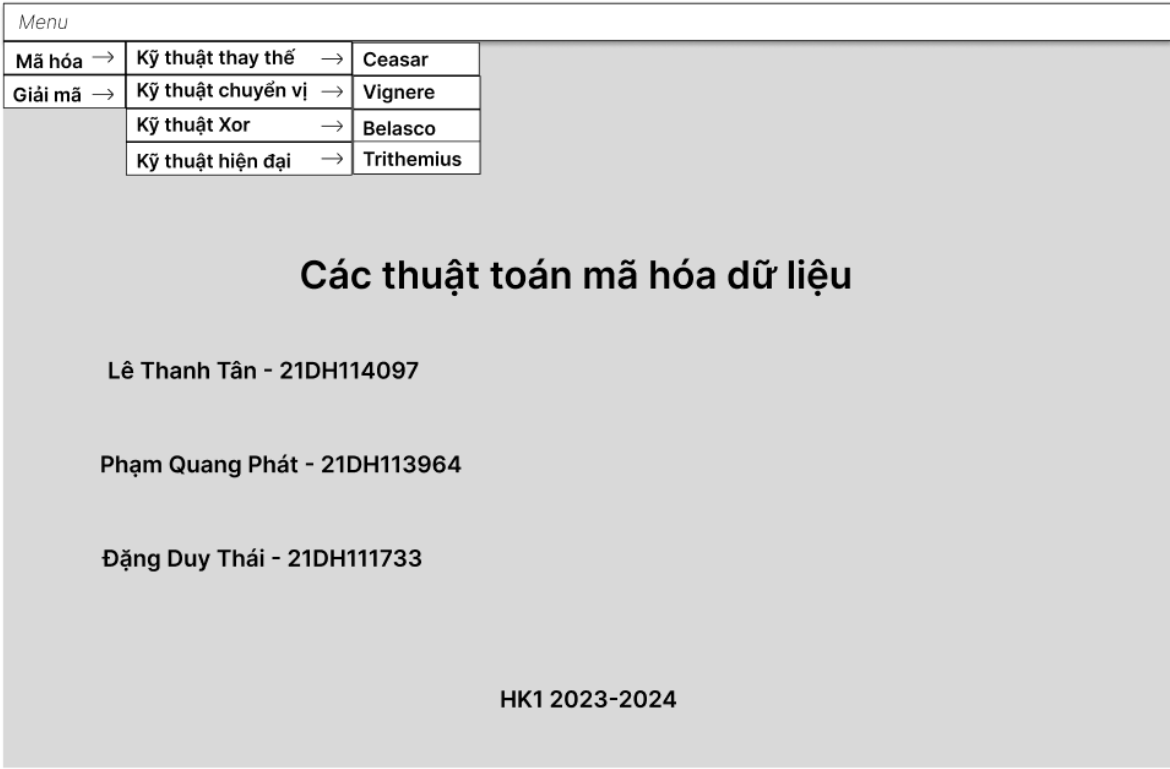 Menu
Mã hóa → Kỹ thuật thay thế → Ceasar
Giải mã → Kỹ thuật chuyển vị → Vignere
Kỹ thuật Xor → Belasco
Kỹ thuật hiện đại → Trithemius
Các thuật toán mã hóa dữ liệu
Lê Thanh Tân - 21DH114097
Phạm Quang Phát - 21DH113964
Đặng Duy Thái - 21DH111733
HK1 2023-2024